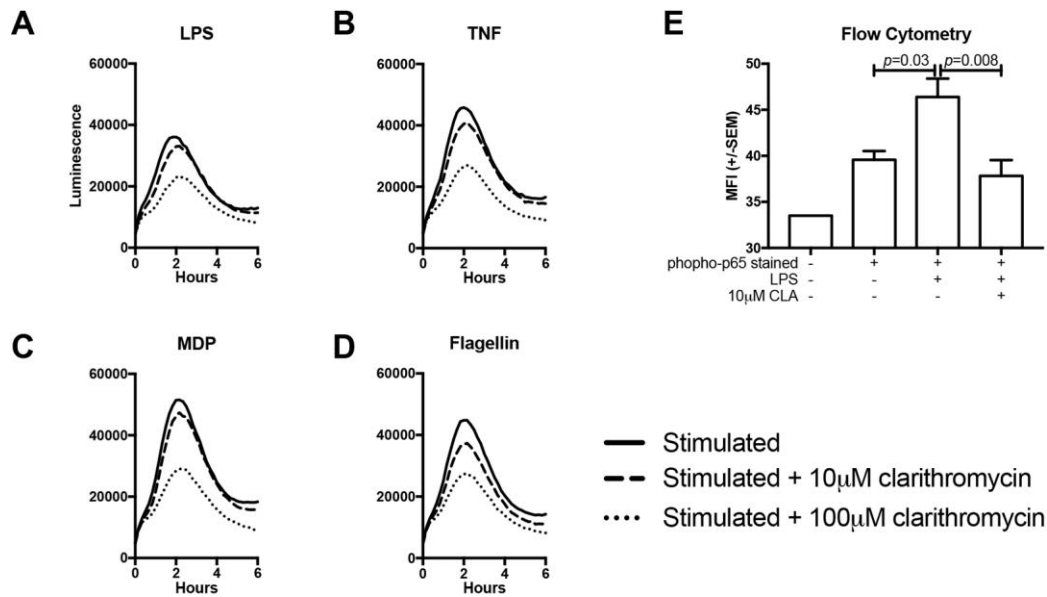 A
LPS
60000
40000
20000
0
Luminescence
0 2 4 6
Hours
B
TNF
60000
40000
20000
0
0 2 4 6
Hours
E
Flow Cytometry
p=0.03 p=0.008
50
45
40
35
30
MFI (+/-SEM)
phopho-p65 stained - + + +
LPS - - + +
10μM CLA - - - +
C
MDP
60000
40000
20000
0
0 2 4 6
Hours
D
Flagellin
60000
40000
20000
0
0 2 4 6
Hours
Stimulated
Stimulated + 10μM clarithromycin
Stimulated + 100μM clarithromycin